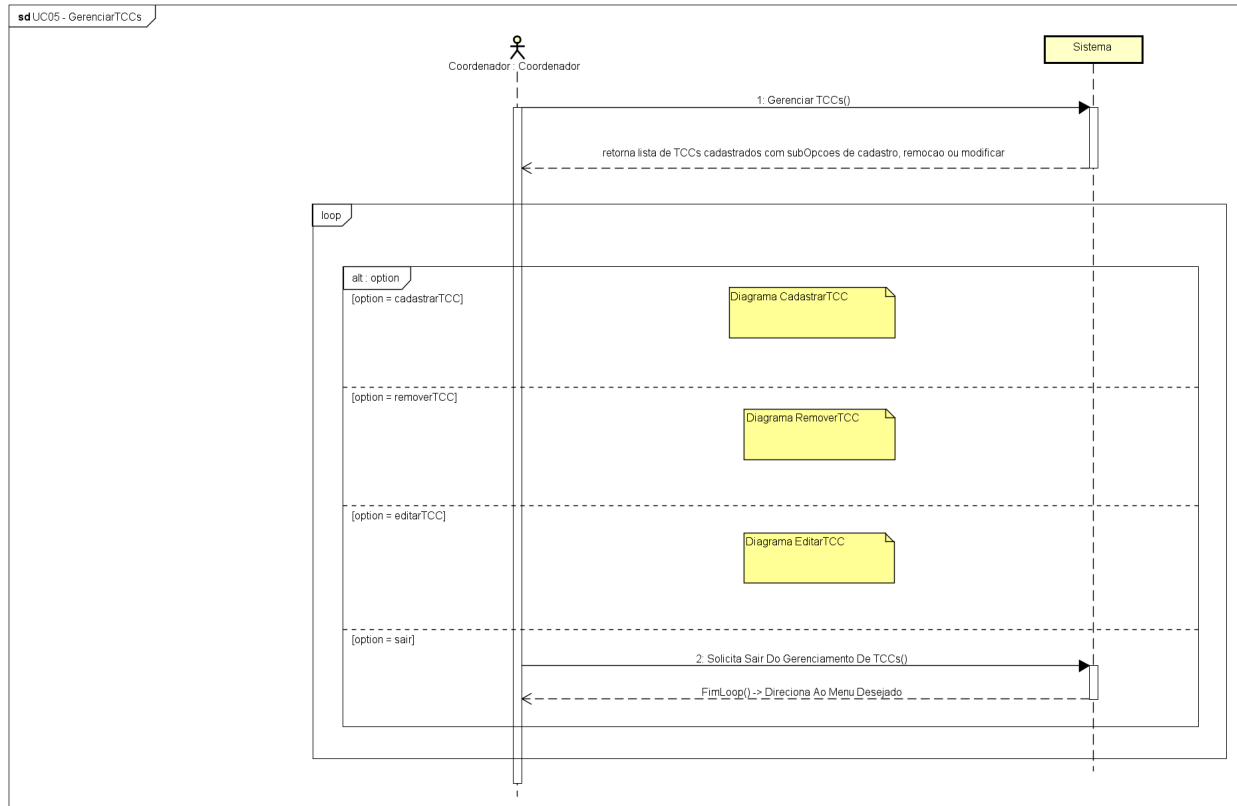 sd UC05 - GerenciarTCCs
Coordenador : Coordenador
Sistema
1: Gerenciar TCCs()
retorna lista de TCCs cadastrados com subOpcoes de cadastro, remocao ou modificar
loop
alt : option
[option = cadastrarTCC]
Diagrama CadastrarTCC
[option = removerTCC]
Diagrama RemoverTCC
[option = editarTCC]
Diagrama EditarTCC
[option = sair]
2: Solicita Sair Do Gerenciamento De TCCs()
FimLoop() -> Direciona Ao Menu Desejado